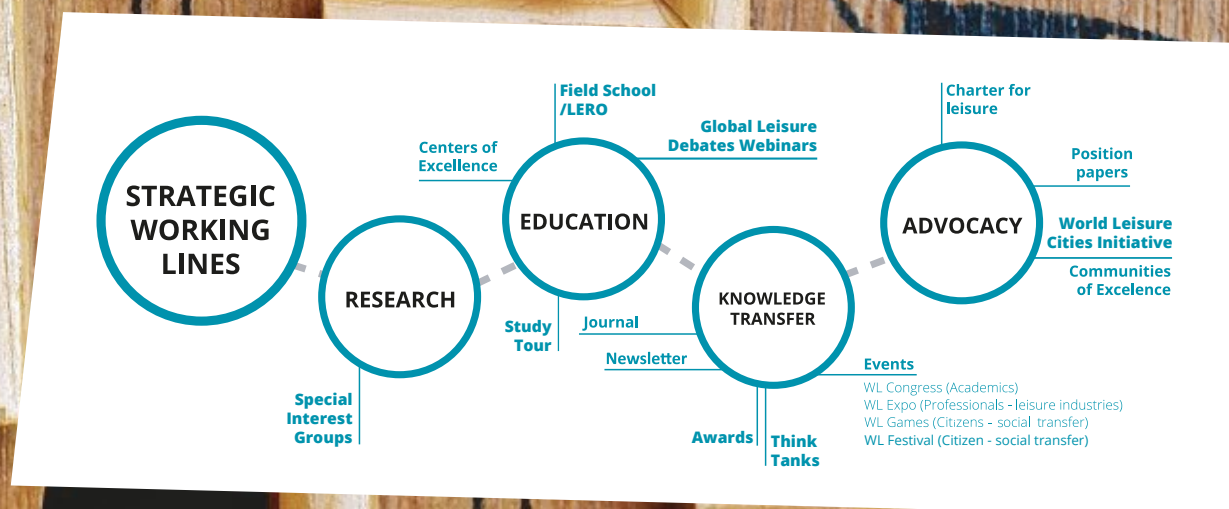 STRATEGIC
WORKING
LINES
RESEARCH
Special
Interest
Groups
EDUCATION
Centers of
Excellence
Field School
/LERO
Global Leisure
Debates Webinars
Study
Tour
KNOWLEDGE
TRANSFER
Journal
Newsletter
Awards
Think
Tanks
Events
WL Congress (Academics)
WL Expo (Professionals - leisure industries)
WL Games (Citizens - social transfer)
WL Festival (Citizen - social transfer)
ADVOCACY
Charter for
leisure
Position
papers
World Leisure
Cities Initiative
Communities
of Excelence